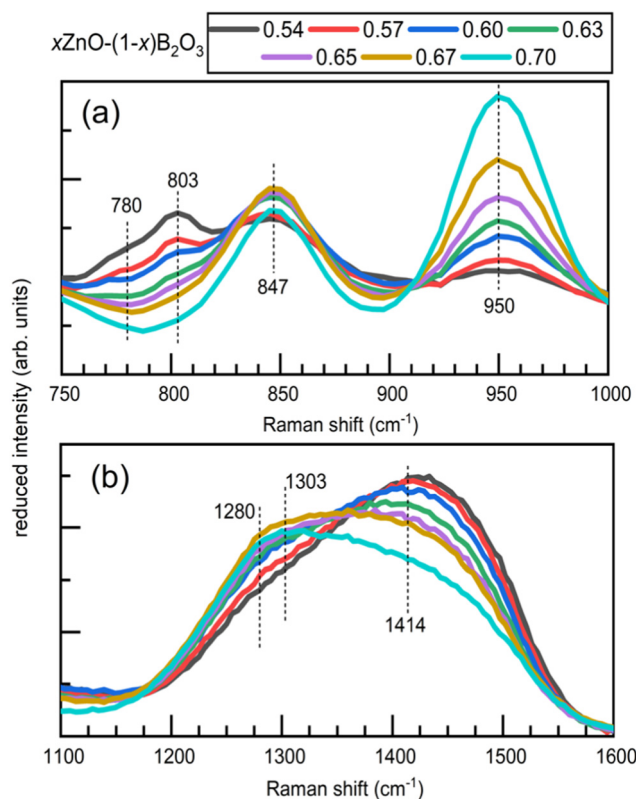 xZnO-(1-x)B₂O₃
0.54 0.57 0.60 0.63
0.65 0.67 0.70
(a)
780 803
847
950
750 800 850 900 950 1000
Raman shift (cm⁻¹)
reduced intensity (arb. units)
(b)
1280 1303
1414
1100 1200 1300 1400 1500 1600
Raman shift (cm⁻¹)